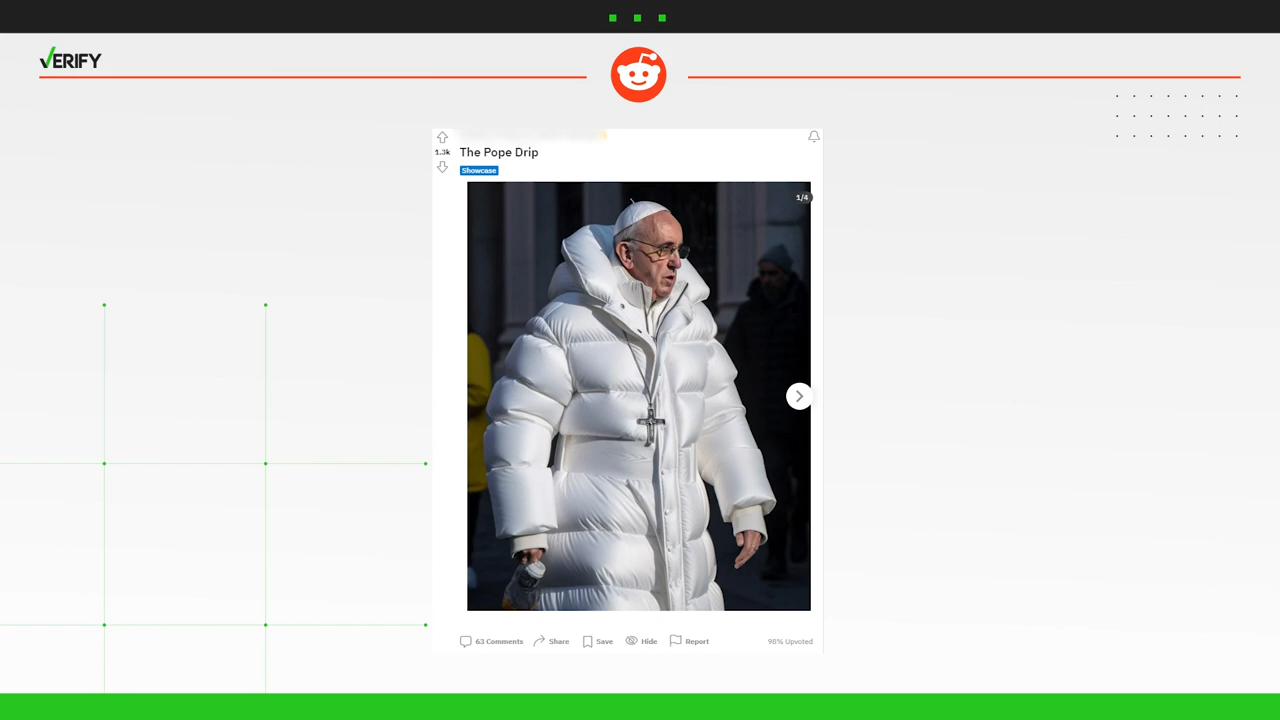 VERIFY
1.3k
The Pope Drip
Showcase
1/4
63 Comments
Share
Save
Hide
Report
98% Upvoted